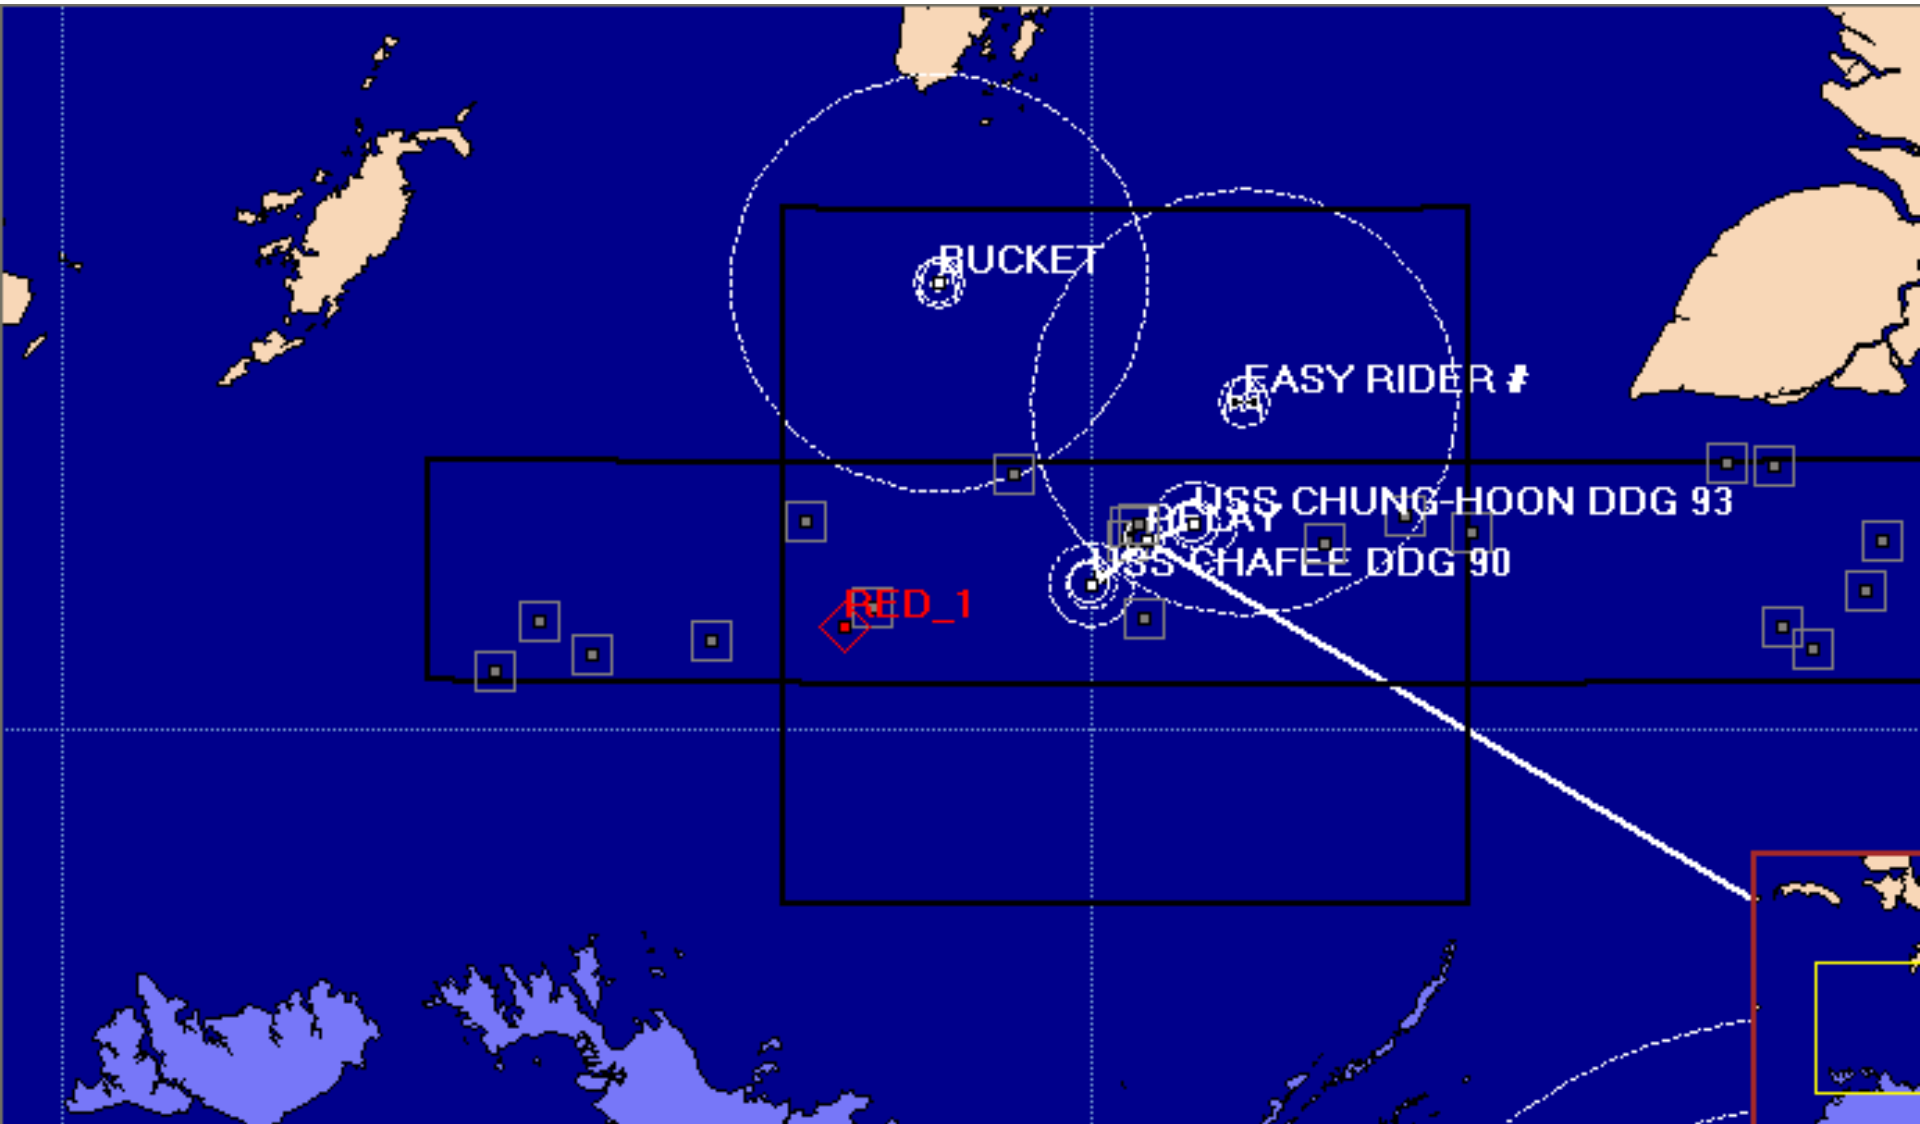 BUCKET
EASY RIDER #
USS CHUNG-HOON DDG 93
RELAY
USS CHAFEE DDG 90
RED_1